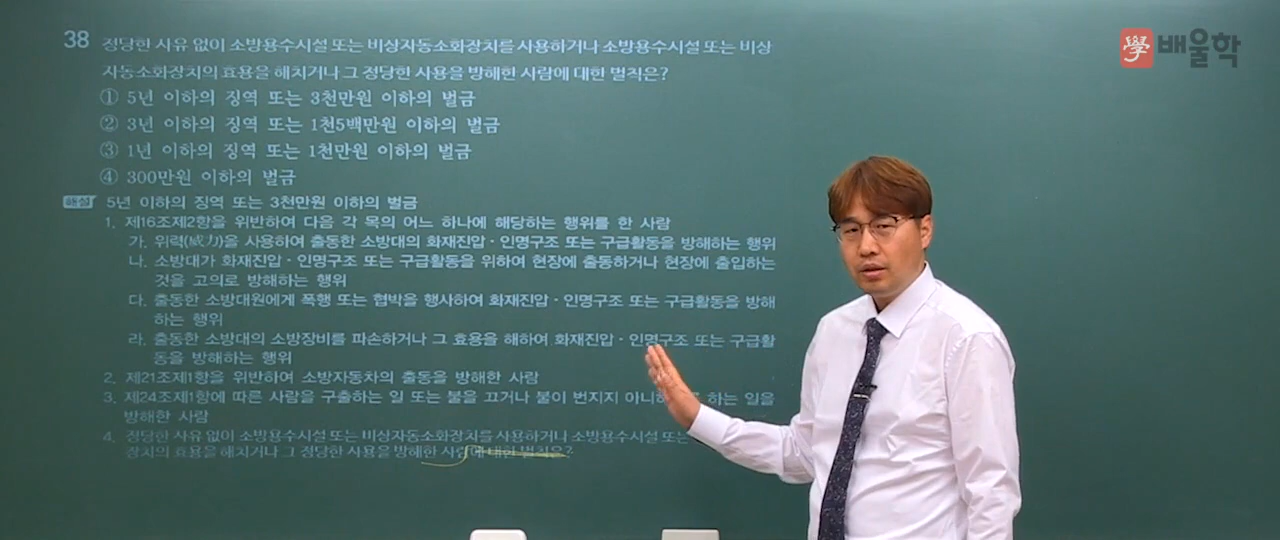 學 배울학
38 정당한 사유 없이 소방용수시설 또는 비상자동소화장치를 사용하거나 소방용수시설 또는 비상
자동소화장치의 효용을 해치거나 그 정당한 사용을 방해한 사람에 대한 벌칙은?
① 5년 이하의 징역 또는 3천만원 이하의 벌금
② 3년 이하의 징역 또는 1천5백만원 이하의 벌금
③ 1년 이하의 징역 또는 1천만원 이하의 벌금
④ 300만원 이하의 벌금
해설 5년 이하의 징역 또는 3천만원 이하의 벌금
1. 제16조제2항을 위반하여 다음 각 목의 어느 하나에 해당하는 행위를 한 사람
가. 위력(威力)을 사용하여 출동한 소방대의 화재진압·인명구조 또는 구급활동을 방해하는 행위
나. 소방대가 화재진압·인명구조 또는 구급활동을 위하여 현장에 출동하거나 현장에 출입하는
것을 고의로 방해하는 행위
다. 출동한 소방대원에게 폭행 또는 협박을 행사하여 화재진압·인명구조 또는 구급활동을 방해
하는 행위
라. 출동한 소방대의 소방장비를 파손하거나 그 효용을 해하여 화재진압·인명구조 또는 구급활
동을 방해하는 행위
2. 제21조제1항을 위반하여 소방자동차의 출동을 방해한 사람
3. 제24조제1항에 따른 사람을 구출하는 일 또는 불을 끄거나 불이 번지지 하는 일을
방해한 사람
4. 정당한 사유 없이 소방용수시설 또는 비상자동소화장치를 사용하거나 소방용수시설 또는
장치의 효용을 해치거나 그 정당한 사용을 방해한 사람에 대한 벌칙은?